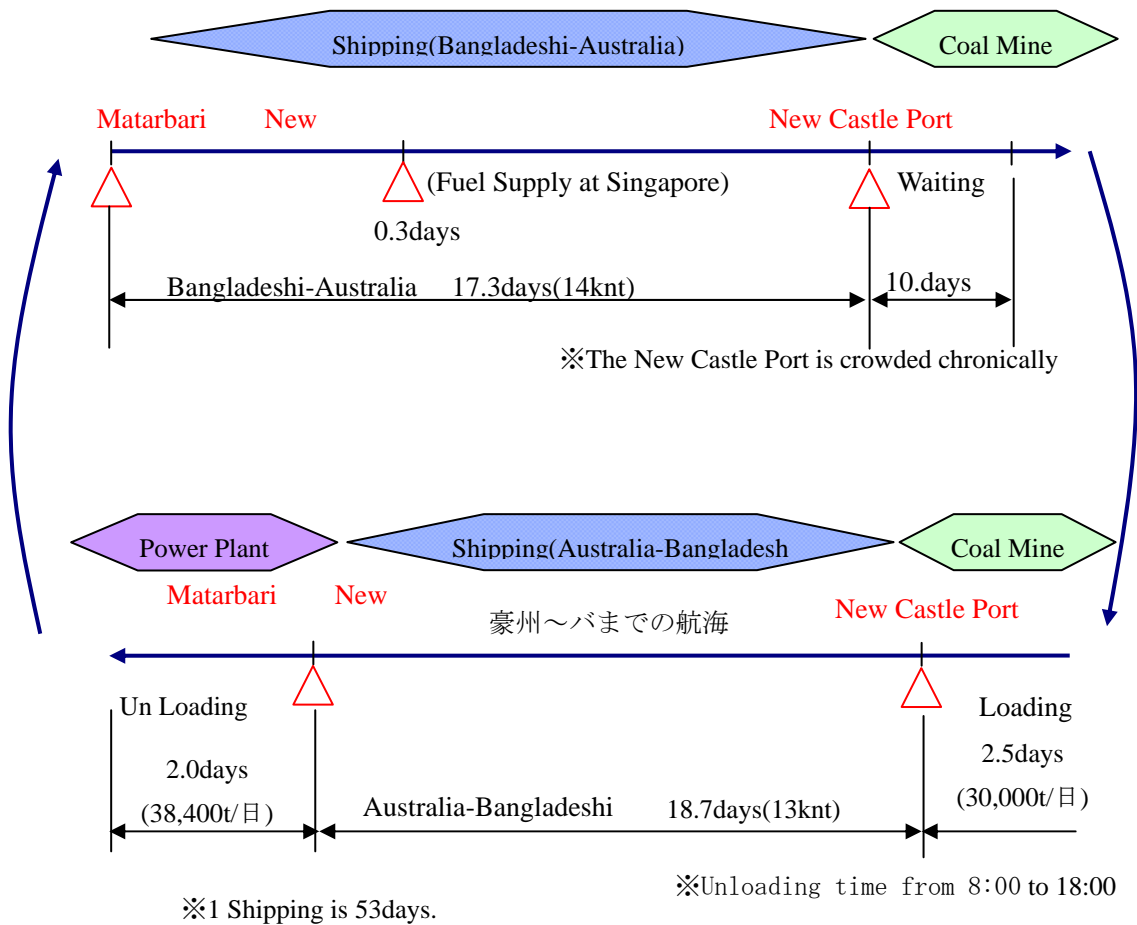 Shipping(Bangladeshi-Australia)
Coal Mine
Matarbari New
New Castle Port
(Fuel Supply at Singapore)
Waiting
0.3days
Bangladeshi-Australia 17.3days(14knt)
10.days
※The New Castle Port is crowded chronically
Power Plant
Shipping(Australia-Bangladesh
Coal Mine
Matarbari New
New Castle Port
豪州～バまでの航海
Un Loading
Loading
2.0days
(38,400t/日)
2.5days
(30,000t/日)
Australia-Bangladeshi 18.7days(13knt)
※Unloading time from 8:00 to 18:00
※1 Shipping is 53days.